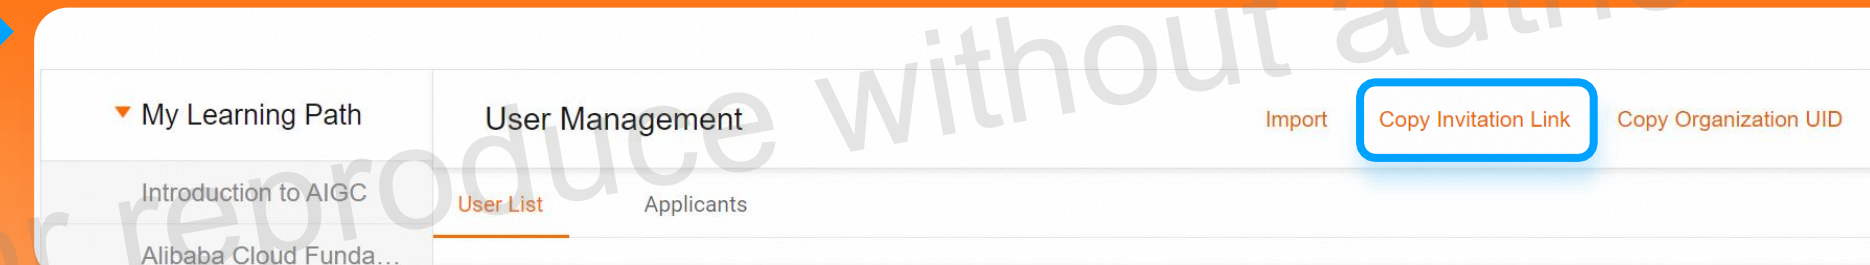 My Learning Path
User Management
Import
Copy Invitation Link
Copy Organization UID
Introduction to AIGC
User List
Applicants
Alibaba Cloud Funda...
reproduce without